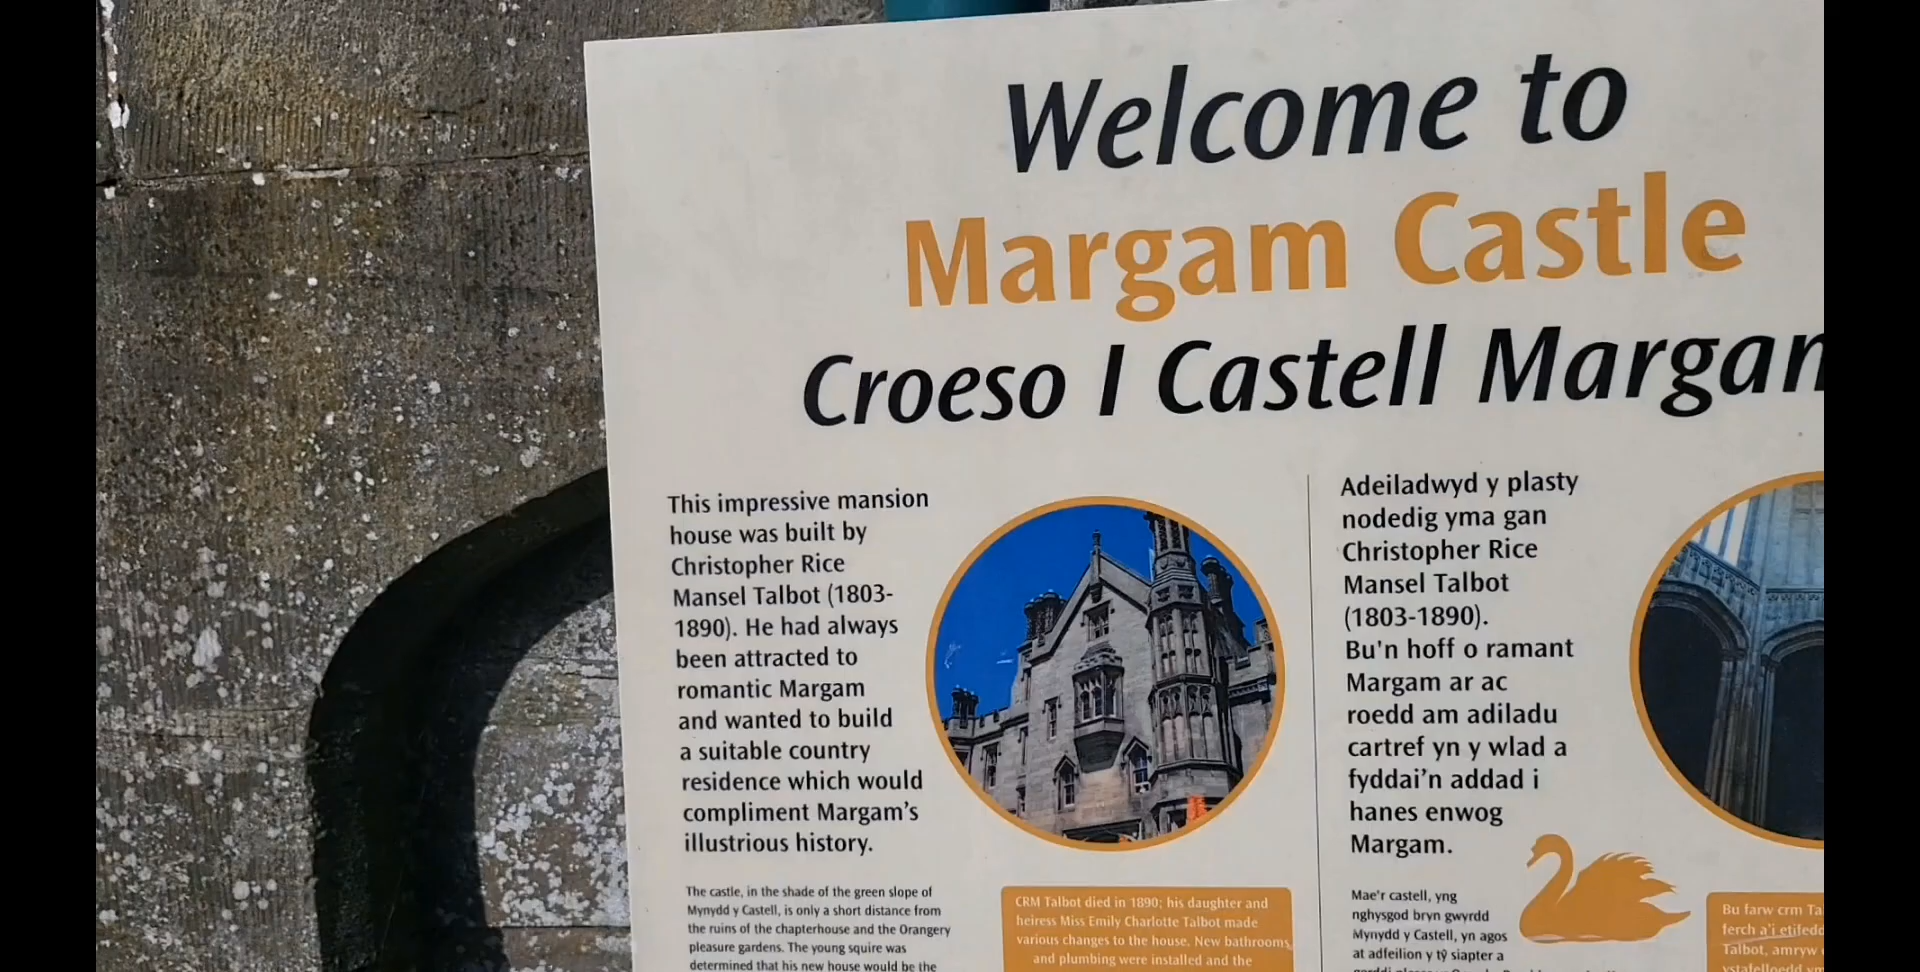 Welcome to
Margam Castle
Croeso I Castell Margam
This impressive mansion
house was built by
Christopher Rice
Mansel Talbot (1803-
1890). He had always
been attracted to
romantic Margam
and wanted to build
a suitable country
residence which would
compliment Margam's
illustrious history.
The castle, in the shade of the green slope of
Mynydd y Castell, is only a short distance from
the ruins of the chapterhouse and the Orangery
pleasure gardens. The young squire was
determined that his new house would be the
CRM Talbot died in 1890; his daughter and
heiress Miss Emily Charlotte Talbot made
various changes to the house. New bathrooms
and plumbing were installed and the
Adeiladwyd y plasty
nodedig yma gan
Christopher Rice
Mansel Talbot
(1803-1890).
Bu'n hoff o ramant
Margam ar ac
roedd am adiladu
cartref yn y wlad a
fyddai'n addad i
hanes enwog
Margam.
Mae'r castell, yng
nghysgod bryn gwyrdd
Mynydd y Castell, yn agos
at adfeilion y tŷ siapter a
Bu farw crm
ferch a'i
Talbot, amryw